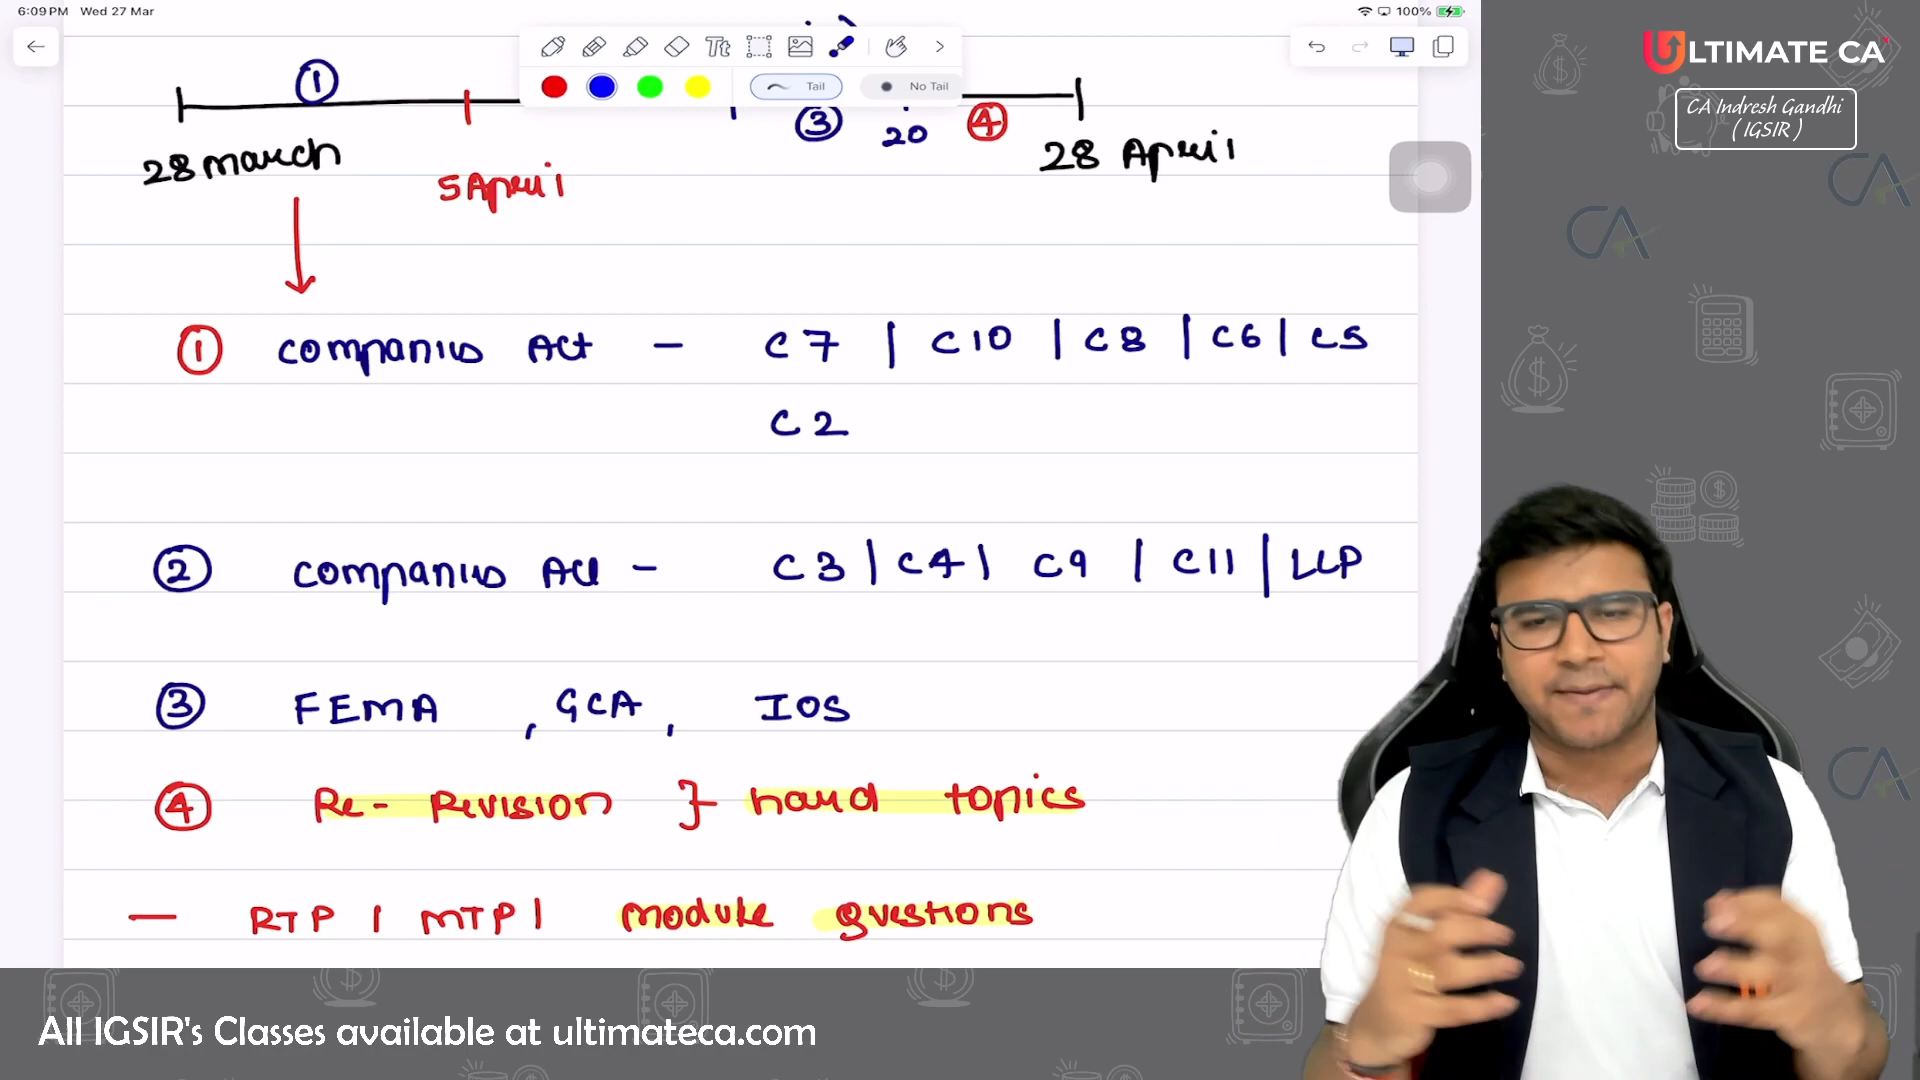 6:09 PM Wed 27 Mar
100%
ULTIMATE CA
CA Indresh Gandhi
( IGSIR )
Tt
Tail
No Tail
1
3
20
4
28 march
5 April
28 April
1 Companies Act - C7 | C10 | C8 | C6 | C5
C2
2 Companies Act - C3 | C4 | C9 | C11 | LLP
3 FEMA , GCA , IOS
4 Re- Revision } hard topics
— RTP | MTP | module questions
All IGSIR's Classes available at ultimateca.com